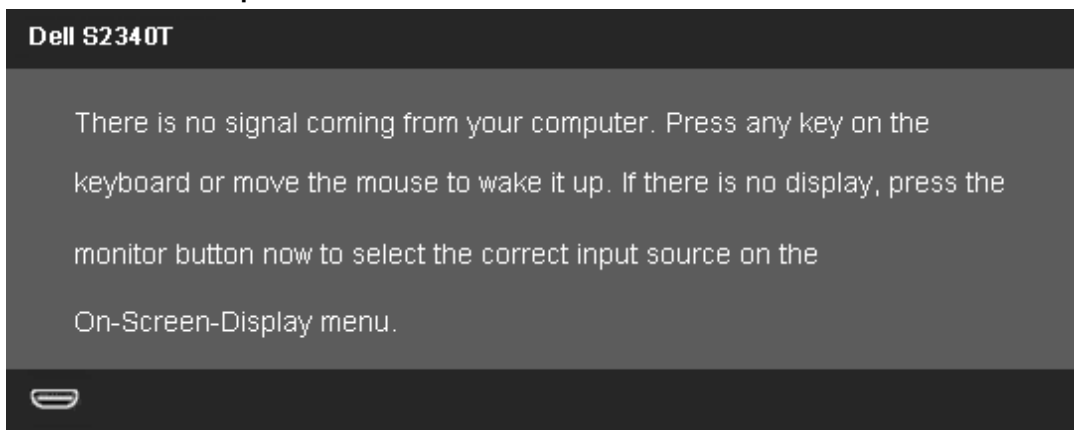 Dell S2340T
There is no signal coming from your computer. Press any key on the
keyboard or move the mouse to wake it up. If there is no display, press the
monitor button now to select the correct input source on the
On-Screen-Display menu.